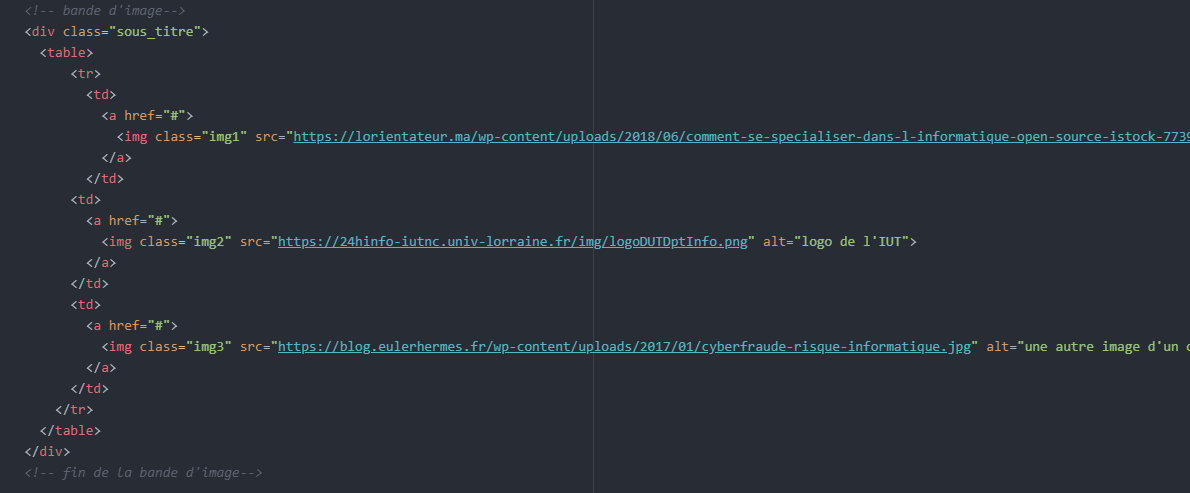 <!-- bande d'image-->
<div class="sous_titre">
<table>
<tr>
<td>
<a href="#">
<img class="img1" src="https://lorientateur.ma/wp-content/uploads/2018/06/comment-se-specialiser-dans-l-informatique-open-source-istock-7739
</a>
</td>
<td>
<a href="#">
<img class="img2" src="https://24hinfo-iutnc.univ-lorraine.fr/img/logoDUTDptInfo.png" alt="logo de l'IUT">
</a>
</td>
<td>
<a href="#">
<img class="img3" src="https://blog.eulerhermes.fr/wp-content/uploads/2017/01/cyberfraude-risque-informatique.jpg" alt="une autre image d'un
</a>
</td>
</tr>
</table>
</div>
<!-- fin de la bande d'image-->